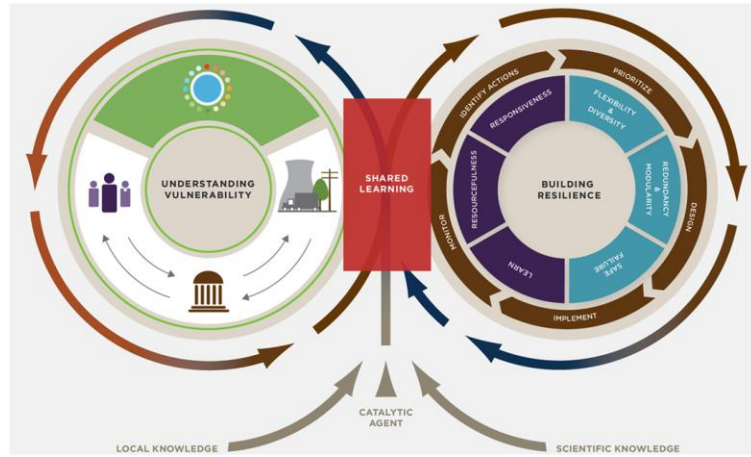 UNDERSTANDING
VULNERABILITY
SHARED
LEARNING
BUILDING
RESILIENCE
IDENTIFY ACTIONS
PRIORITIZE
DESIGN
IMPLEMENT
MONITOR
RESPONSIVENESS
FLEXIBILITY
&
DIVERSITY
REDUNDANCY
&
MODULARITY
SAFE
FAILURE
LEARN
RESOURCEFULNESS
CATALYTIC
AGENT
LOCAL KNOWLEDGE
SCIENTIFIC KNOWLEDGE